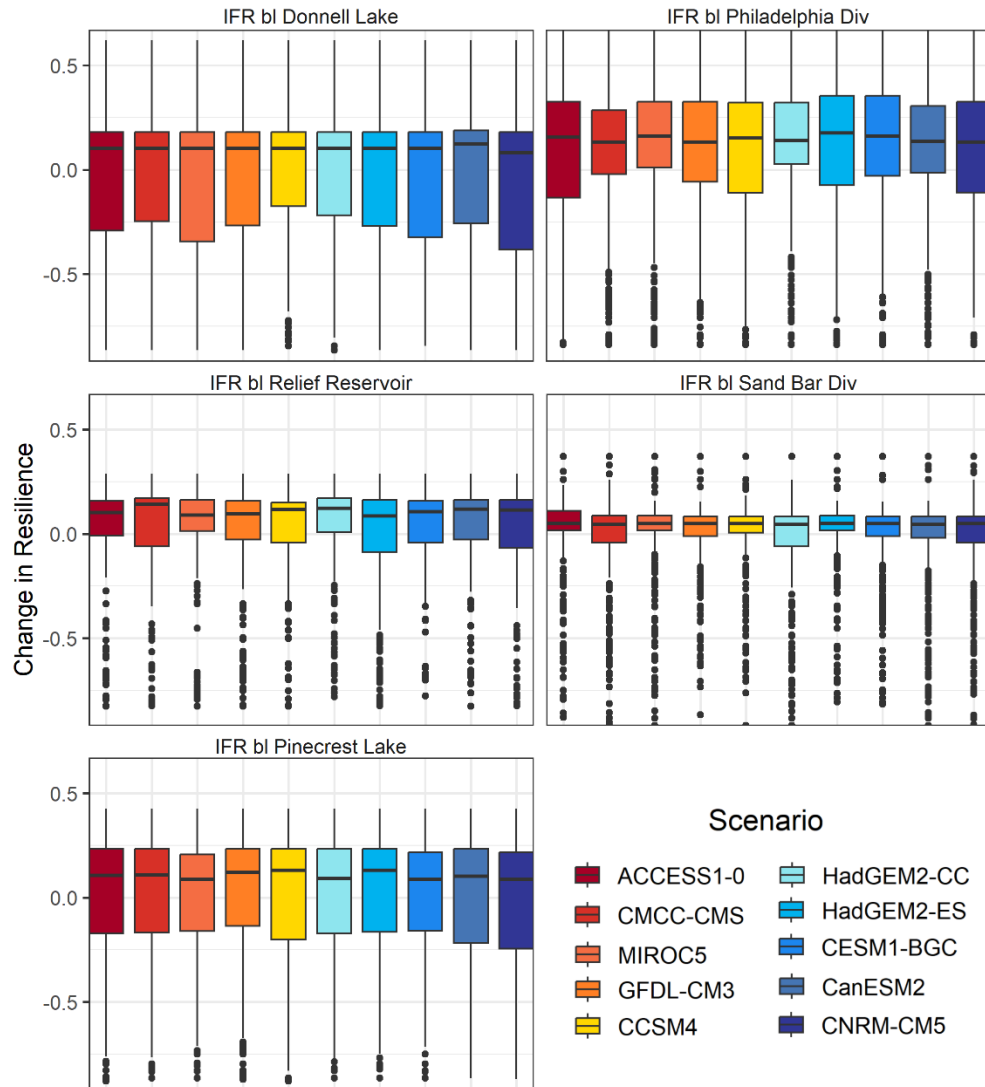 IFR bl Donnell Lake
IFR bl Philadelphia Div
0.5
0.0
-0.5
IFR bl Relief Reservoir
IFR bl Sand Bar Div
0.5
0.0
-0.5
Change in Resilience
IFR bl Pinecrest Lake
0.5
0.0
-0.5
Scenario
ACCESS1-0
CMCC-CMS
MIROC5
GFDL-CM3
CCSM4
HadGEM2-CC
HadGEM2-ES
CESM1-BGC
CanESM2
CNRM-CM5